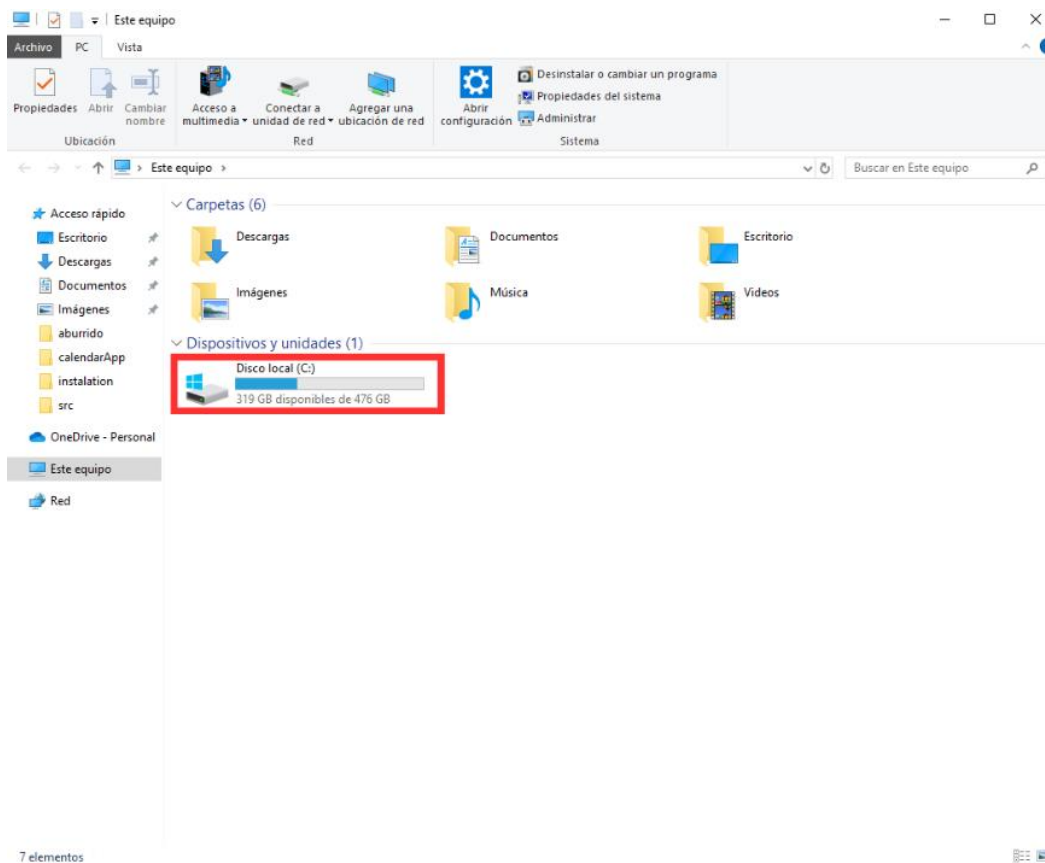 Este equipo
Archivo PC Vista
Propiedades Abrir Cambiar nombre
Acceso a multimedia Conectar a unidad de red Agregar una ubicación de red
Abrir configuración
Desinstalar o cambiar un programa
Propiedades del sistema
Administrar
Ubicación Red Sistema
Este equipo
Buscar en Este equipo
Acceso rápido
Escritorio
Descargas
Documentos
Imágenes
aburrido
calendarApp
instalation
src
OneDrive - Personal
Este equipo
Red
Carpetas (6)
Descargas Documentos Escritorio
Imágenes Música Videos
Dispositivos y unidades (1)
Disco local (C:)
319 GB disponibles de 476 GB
7 elementos